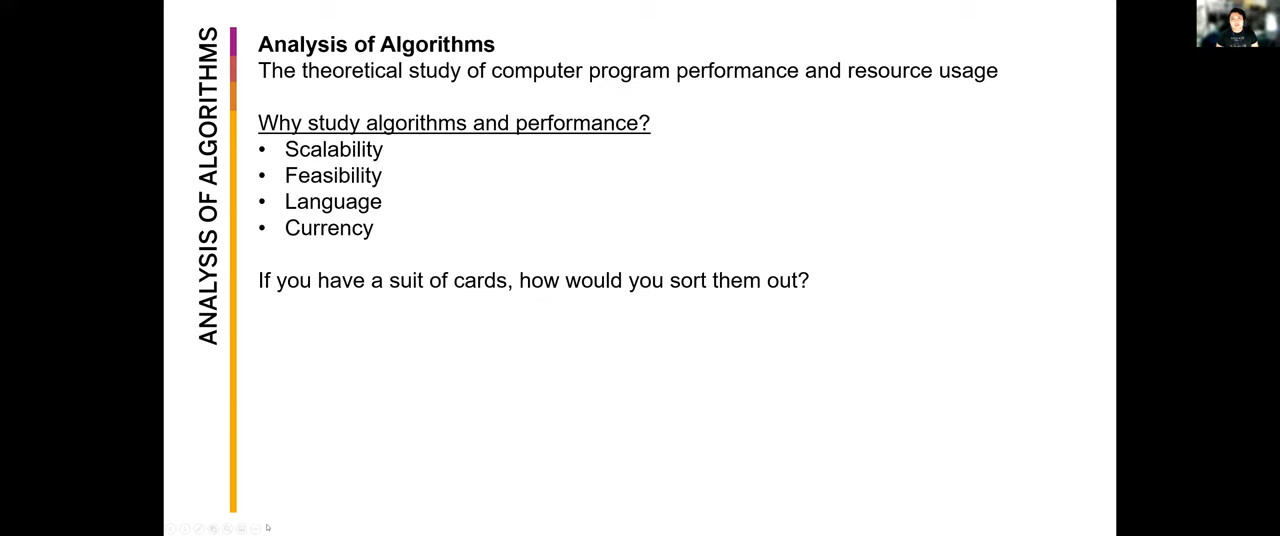 ANALYSIS OF ALGORITHMS
Analysis of Algorithms
The theoretical study of computer program performance and resource usage
Why study algorithms and performance?
• Scalability
• Feasibility
• Language
• Currency
If you have a suit of cards, how would you sort them out?